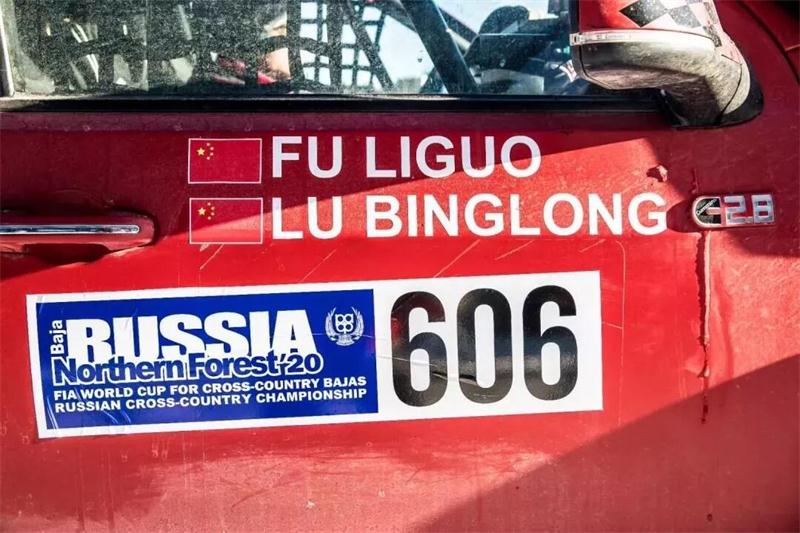 FU LIGUO
LU BINGLONG
2.8
Baja
RUSSIA
Northern Forest'20
FIA WORLD CUP FOR CROSS-COUNTRY BAJAS
RUSSIAN CROSS-COUNTRY CHAMPIONSHIP
606